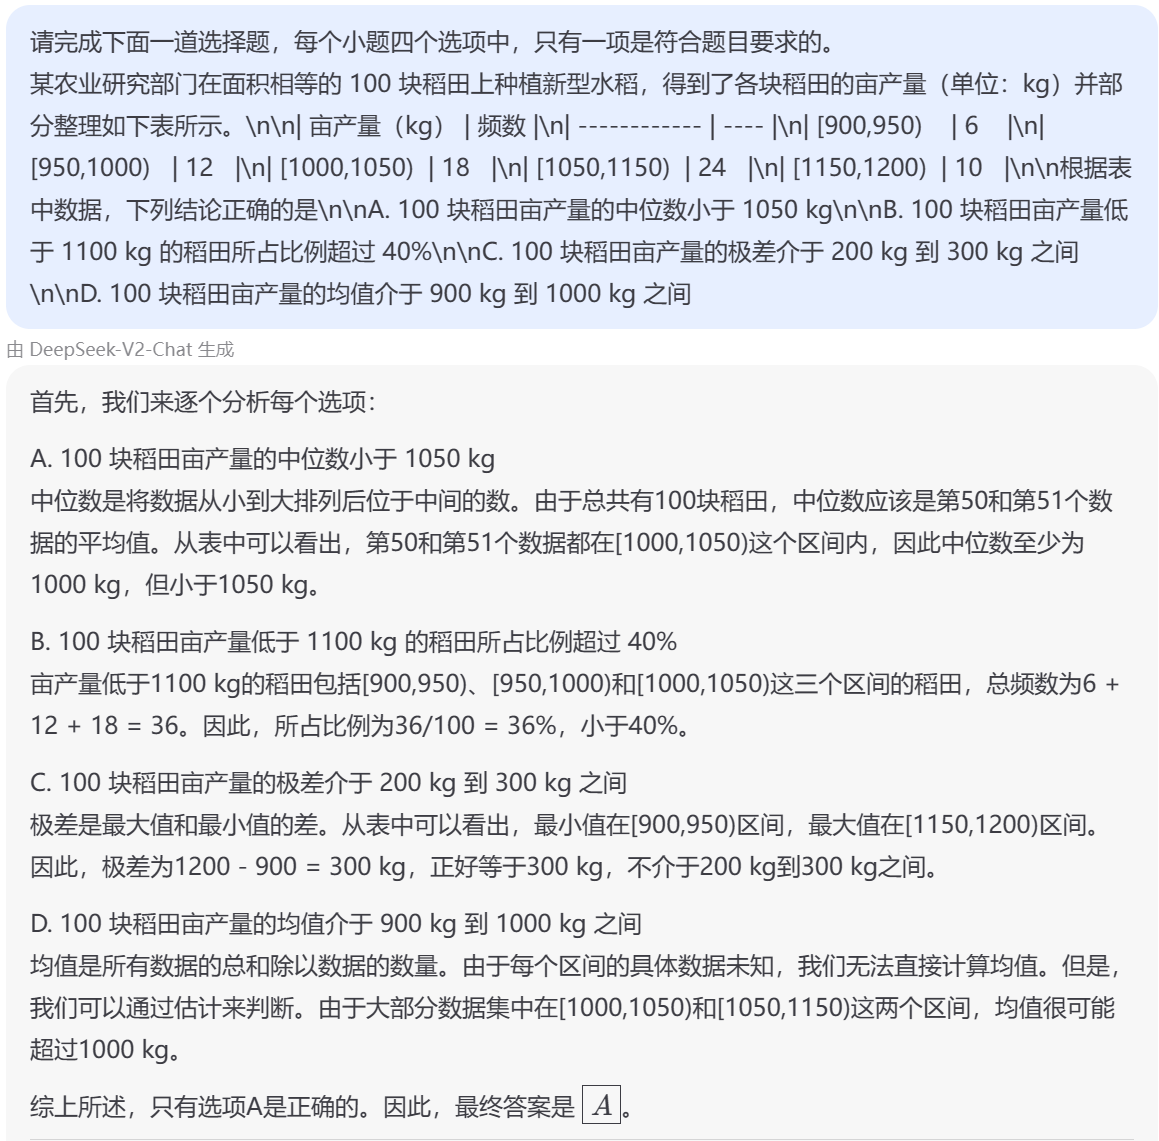 请完成下面一道选择题，每个小题四个选项中，只有一项是符合题目要求的。
某农业研究部门在面积相等的 100 块稻田上种植新型水稻，得到了各块稻田的亩产量（单位：kg）并部
分整理如下表所示。\n\n| 亩产量（kg） | 频数 |\n| ------------ | ---- |\n| [900,950)    | 6    |\n|
[950,1000)   | 12   |\n| [1000,1050)  | 18   |\n| [1050,1150)  | 24   |\n| [1150,1200)  | 10   |\n\n根据表
中数据，下列结论正确的是\n\nA. 100 块稻田亩产量的中位数小于 1050 kg\n\nB. 100 块稻田亩产量低
于 1100 kg 的稻田所占比例超过 40%\n\nC. 100 块稻田亩产量的极差介于 200 kg 到 300 kg 之间
\n\nD. 100 块稻田亩产量的均值介于 900 kg 到 1000 kg 之间
由 DeepSeek-V2-Chat 生成
首先，我们来逐个分析每个选项：
A. 100 块稻田亩产量的中位数小于 1050 kg
中位数是将数据从小到大排列后位于中间的数。由于总共有100块稻田，中位数应该是第50和第51个数
据的平均值。从表中可以看出，第50和第51个数据都在[1000,1050)这个区间内，因此中位数至少为
1000 kg，但小于1050 kg。
B. 100 块稻田亩产量低于 1100 kg 的稻田所占比例超过 40%
亩产量低于1100 kg的稻田包括[900,950)、[950,1000)和[1000,1050)这三个区间的稻田，总频数为6 +
12 + 18 = 36。因此，所占比例为36/100 = 36%，小于40%。
C. 100 块稻田亩产量的极差介于 200 kg 到 300 kg 之间
极差是最大值和最小值的差。从表中可以看出，最小值在[900,950)区间，最大值在[1150,1200)区间。
因此，极差为1200 - 900 = 300 kg，正好等于300 kg，不介于200 kg到300 kg之间。
D. 100 块稻田亩产量的均值介于 900 kg 到 1000 kg 之间
均值是所有数据的总和除以数据的数量。由于每个区间的具体数据未知，我们无法直接计算均值。但是，
我们可以通过估计来判断。由于大部分数据集中在[1000,1050)和[1050,1150)这两个区间，均值很可能
超过1000 kg。
综上所述，只有选项A是正确的。因此，最终答案是 A。